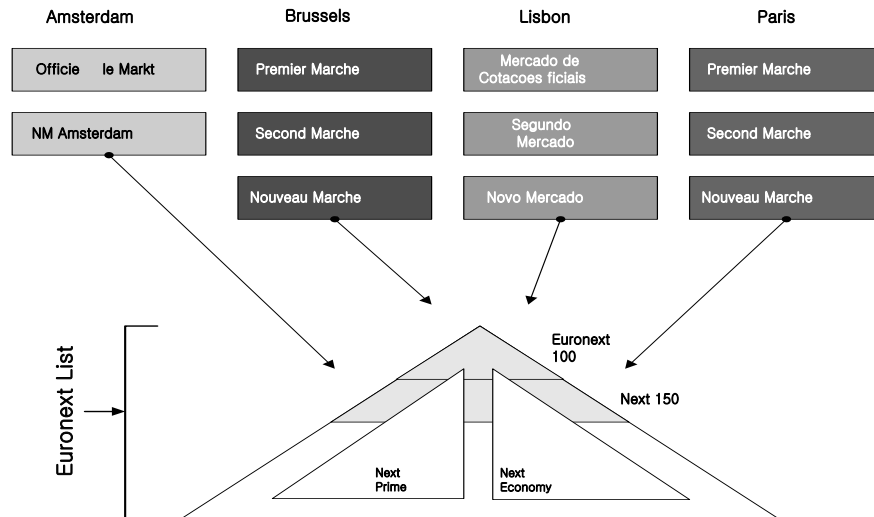 Amsterdam
Brussels
Lisbon
Paris
Officie le Markt
Premier Marche
Mercado de
Cotacoes ficiais
Premier Marche
NM Amsterdam
Second Marche
Segundo
Mercado
Second Marche
Nouveau Marche
Novo Mercado
Nouveau Marche
Euronext List
Euronext
100
Next 150
Next
Prime
Next
Economy